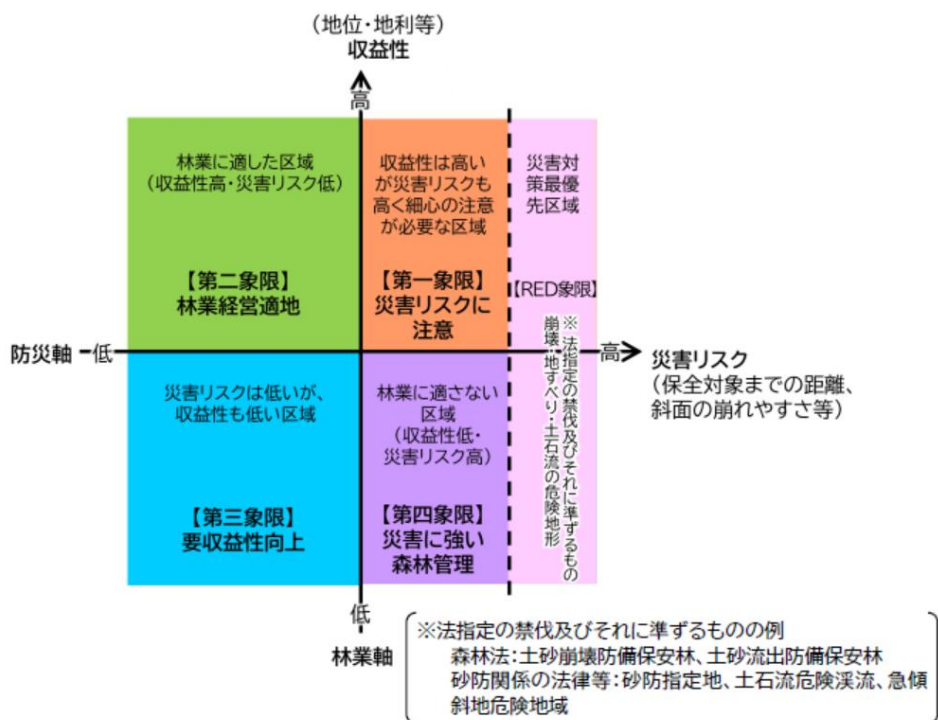 (地位・地利等)
収益性
高
林業に適した区域
(収益性高・災害リスク低)
【第二象限】
林業経営適地
収益性は高い
が災害リスクも
高く細心の注意
が必要な区域
【第一象限】
災害リスクに
注意
災害対
策最優
先区域
【RED象限】
※ 法指定の禁伐及びそれに準ずるもの
崩壊・地すべり・土石流の危険地形
防災軸
低
高
災害リスク
(保全対象までの距離、
斜面の崩れやすさ等)
災害リスクは低いが、
収益性も低い区域
【第三象限】
要収益性向上
林業に適さない
区域
(収益性低・
災害リスク高)
【第四象限】
災害に強い
森林管理
低
林業軸
※法指定の禁伐及びそれに準ずるものの例
森林法:土砂崩壊防備保安林、土砂流出防備保安林
砂防関係の法律等:砂防指定地、土石流危険渓流、急傾
斜地危険地域